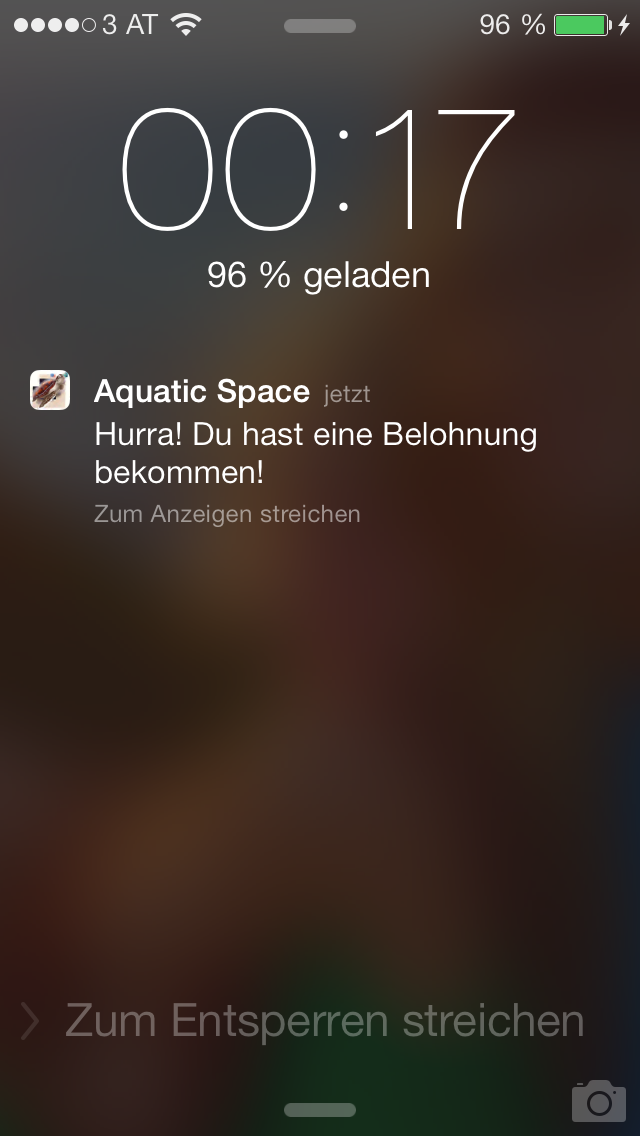 3 AT 96 %
00:17
96 % geladen
Aquatic Space jetzt
Hurra! Du hast eine Belohnung
bekommen!
Zum Anzeigen streichen
Zum Entsperren streichen